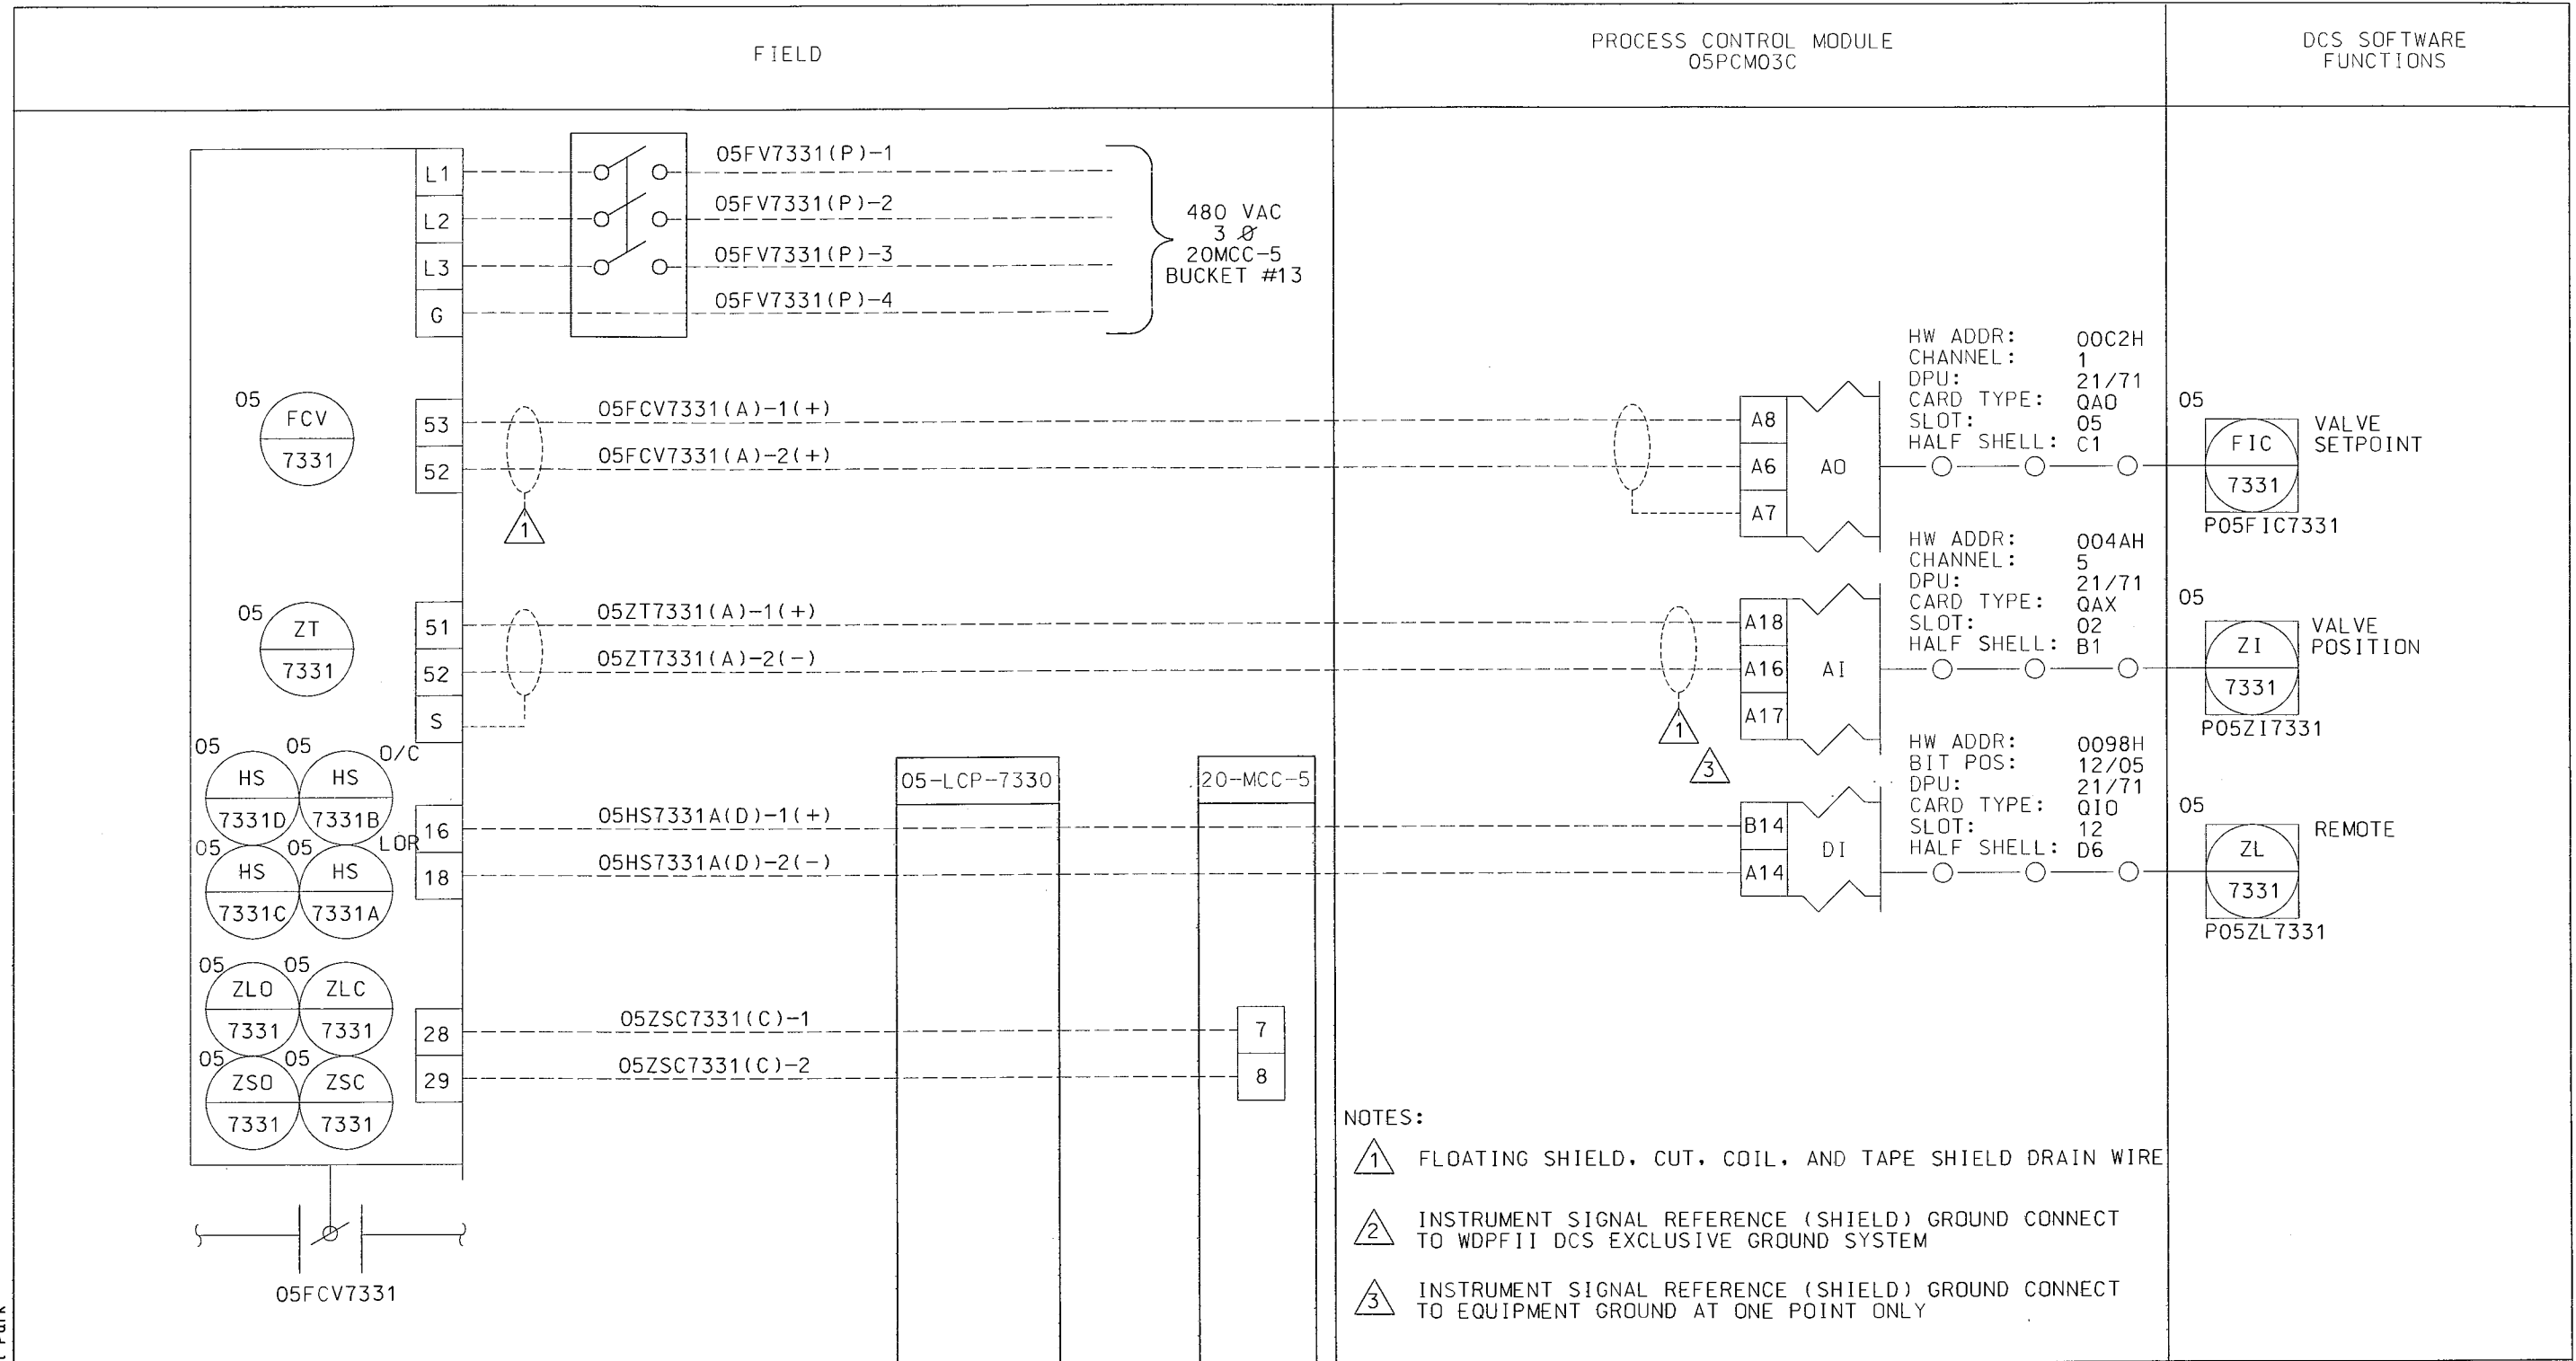 FIELD
PROCESS CONTROL MODULE
05PCM03C
DCS SOFTWARE
FUNCTIONS
L1
L2
L3
G
05FV7331(P)-1
05FV7331(P)-2
05FV7331(P)-3
05FV7331(P)-4
480 VAC
3 Ø
20MCC-5
BUCKET #13
05
FCV
7331
53
52
05FCV7331(A)-1(+)
05FCV7331(A)-2(+)
1
A8
A6
A7
AO
HW ADDR: 00C2H
CHANNEL: 1
DPU: 21/71
CARD TYPE: QAO
SLOT: 05
HALF SHELL: C1
05
FIC
7331
VALVE
SETPOINT
P05FIC7331
05
ZT
7331
51
52
S
05ZT7331(A)-1(+)
05ZT7331(A)-2(-)
1
3
A18
A16
A17
AI
HW ADDR: 004AH
CHANNEL: 5
DPU: 21/71
CARD TYPE: QAX
SLOT: 02
HALF SHELL: B1
05
ZI
7331
VALVE
POSITION
P05ZI7331
05
HS
7331D
05
HS
7331B
O/C
05
HS
7331C
05
HS
7331A
LOR
16
18
05HS7331A(D)-1(+)
05HS7331A(D)-2(-)
05-LCP-7330
20-MCC-5
B14
A14
DI
HW ADDR: 0098H
BIT POS: 12/05
DPU: 21/71
CARD TYPE: QIO
SLOT: 12
HALF SHELL: D6
05
ZL
7331
REMOTE
P05ZL7331
05
ZLO
7331
05
ZLC
7331
05
ZSO
7331
05
ZSC
7331
28
29
05ZSC7331(C)-1
05ZSC7331(C)-2
7
8
05FCV7331
NOTES:
1 FLOATING SHIELD, CUT, COIL, AND TAPE SHIELD DRAIN WIRE
2 INSTRUMENT SIGNAL REFERENCE (SHIELD) GROUND CONNECT
TO WDPFII DCS EXCLUSIVE GROUND SYSTEM
3 INSTRUMENT SIGNAL REFERENCE (SHIELD) GROUND CONNECT
TO EQUIPMENT GROUND AT ONE POINT ONLY